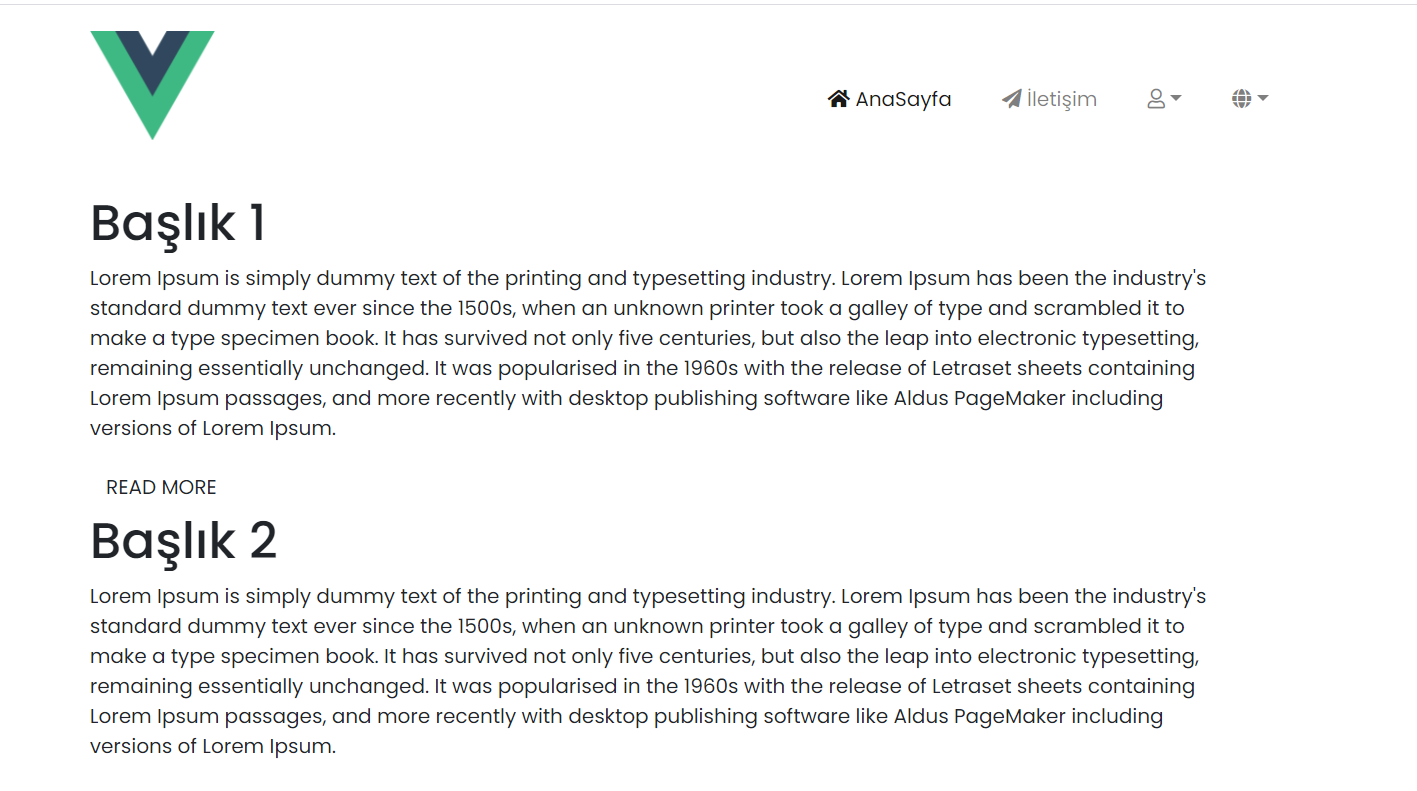 AnaSayfa İletişim
Başlık 1
Lorem Ipsum is simply dummy text of the printing and typesetting industry. Lorem Ipsum has been the industry's
standard dummy text ever since the 1500s, when an unknown printer took a galley of type and scrambled it to
make a type specimen book. It has survived not only five centuries, but also the leap into electronic typesetting,
remaining essentially unchanged. It was popularised in the 1960s with the release of Letraset sheets containing
Lorem Ipsum passages, and more recently with desktop publishing software like Aldus PageMaker including
versions of Lorem Ipsum.
READ MORE
Başlık 2
Lorem Ipsum is simply dummy text of the printing and typesetting industry. Lorem Ipsum has been the industry's
standard dummy text ever since the 1500s, when an unknown printer took a galley of type and scrambled it to
make a type specimen book. It has survived not only five centuries, but also the leap into electronic typesetting,
remaining essentially unchanged. It was popularised in the 1960s with the release of Letraset sheets containing
Lorem Ipsum passages, and more recently with desktop publishing software like Aldus PageMaker including
versions of Lorem Ipsum.